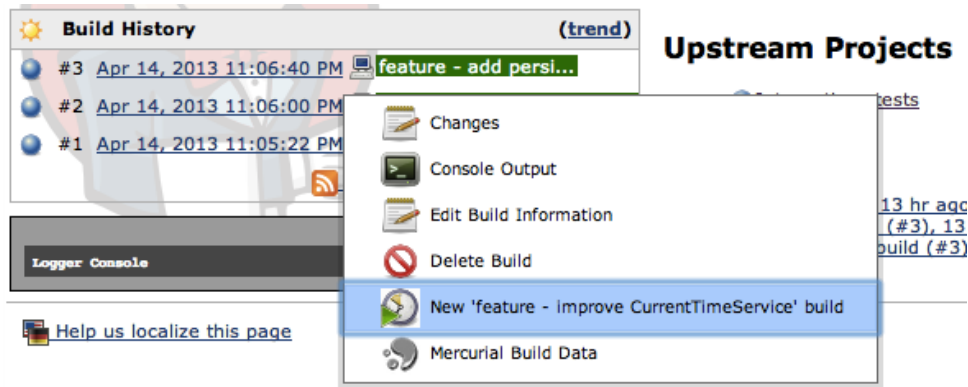 Build History (trend)
#3 Apr 14, 2013 11:06:40 PM feature - add persi...
#2 Apr 14, 2013 11:06:00 PM
#1 Apr 14, 2013 11:05:22 PM
Logger Console
Help us localize this page
Changes
Console Output
Edit Build Information
Delete Build
New 'feature - improve CurrentTimeService' build
Mercurial Build Data
Upstream Projects
tests
13 hr ago
(#3), 13
build (#3)